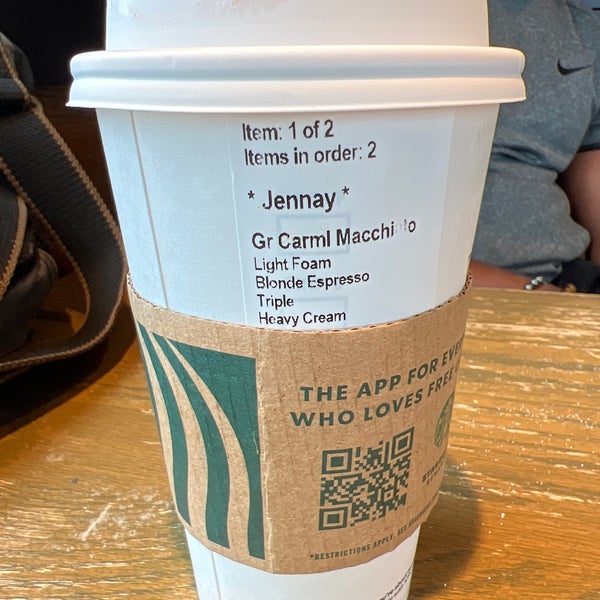 Item: 1 of 2
Items in order: 2
* Jennay *
Gr Carml Macchiato
Light Foam
Blonde Espresso
Triple
Heavy Cream
THE APP FOR
WHO LOVES FREE
*RESTRICTIONS APPLY. SEE